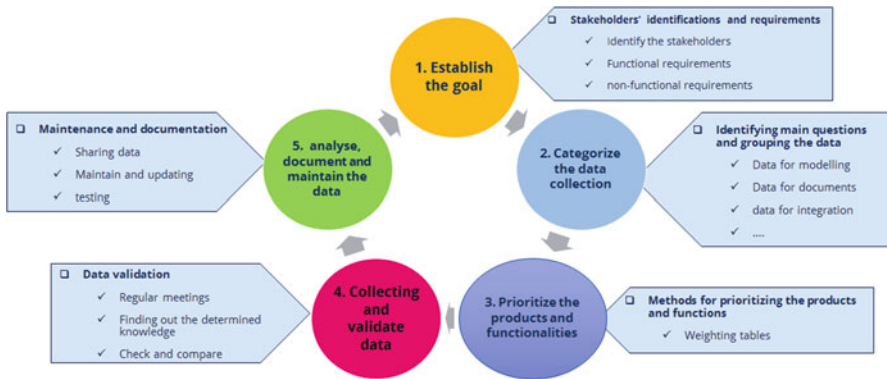 1. Establish
the goal
❑ Stakeholders' identifications and requirements
✓ Identify the stakeholders
✓ Functional requirements
✓ non-functional requirements
2. Categorize
the data
collection
❑ Identifying main questions
and grouping the data
✓ Data for modelling
✓ Data for documents
✓ data for integration
✓ ....
3. Prioritize the
products and
functionalities
❑ Methods for prioritizing the products
and functions
✓ Weighting tables
4. Collecting
and
validate
data
❑ Data validation
✓ Regular meetings
✓ Finding out the determined
knowledge
✓ Check and compare
5. analyse,
document and
maintain the
data
❑ Maintenance and documentation
✓ Sharing data
✓ Maintain and updating
✓ testing